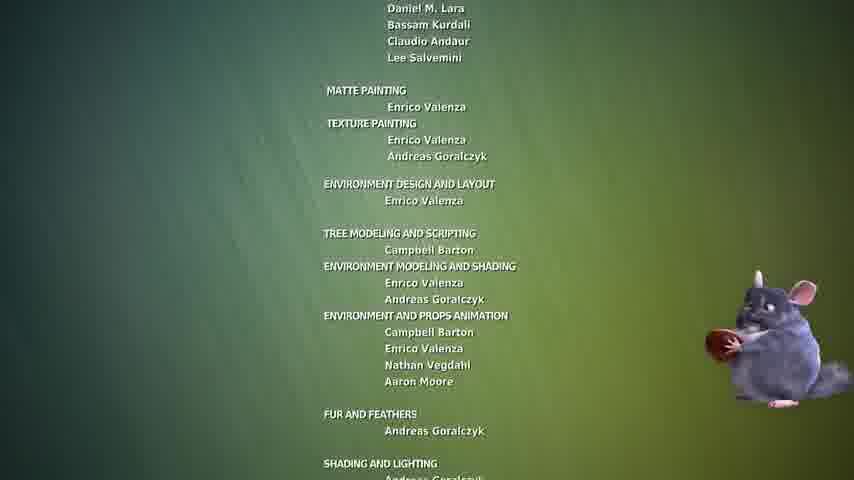 Daniel M. Lara
Bassam Kurdali
Claudio Andaur
Lee Salvemini
MATTE PAINTING
Enrico Valenza
TEXTURE PAINTING
Enrico Valenza
Andreas Goralczyk
ENVIRONMENT DESIGN AND LAYOUT
Enrico Valenza
TREE MODELING AND SCRIPTING
Campbell Barton
ENVIRONMENT MODELING AND SHADING
Enrico Valenza
Andreas Goralczyk
ENVIRONMENT AND PROPS ANIMATION
Campbell Barton
Enrico Valenza
Nathan Vegdahl
Aaron Moore
FUR AND FEATHERS
Andreas Goralczyk
SHADING AND LIGHTING
Andreas Goralczyk